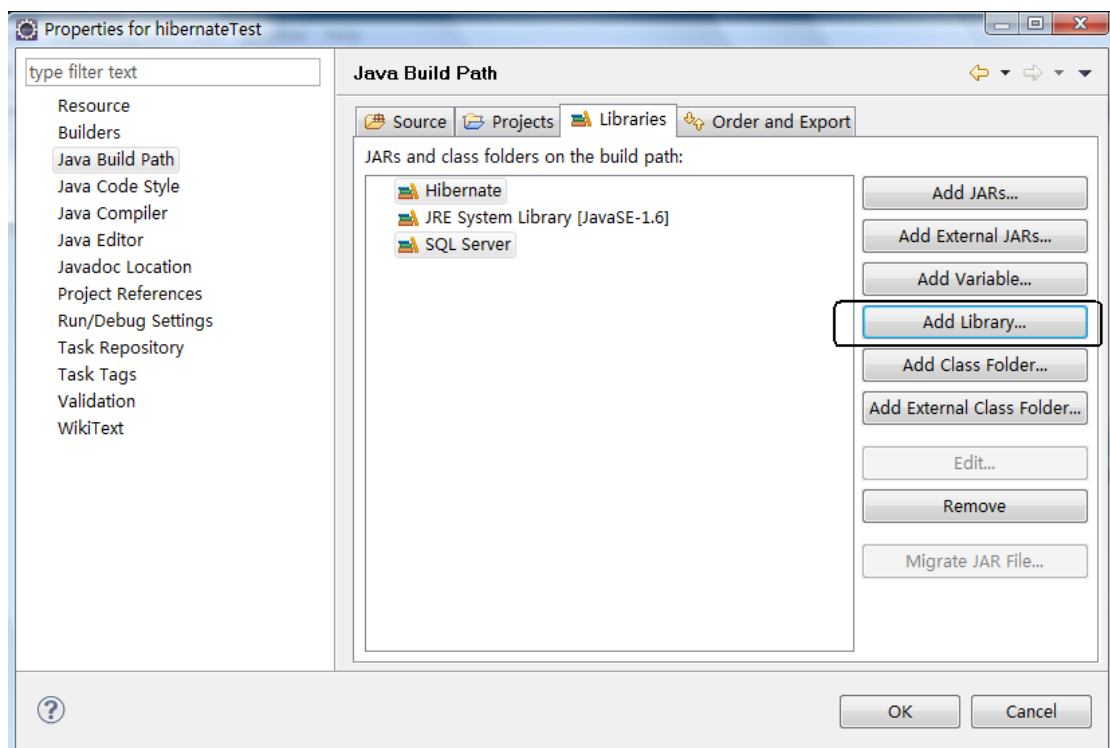 Properties for hibernateTest
type filter text
Resource
Builders
Java Build Path
Java Code Style
Java Compiler
Java Editor
Javadoc Location
Project References
Run/Debug Settings
Task Repository
Task Tags
Validation
WikiText
Java Build Path
Source Projects Libraries Order and Export
JARs and class folders on the build path:
Hibernate
JRE System Library [JavaSE-1.6]
SQL Server
Add JARs...
Add External JARs...
Add Variable...
Add Library...
Add Class Folder...
Add External Class Folder...
Edit...
Remove
Migrate JAR File...
?
OK Cancel